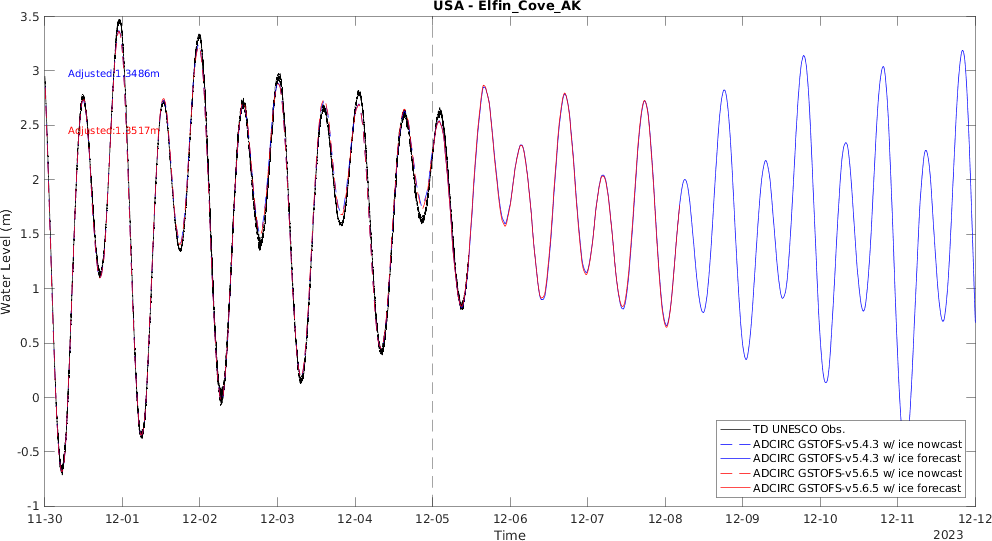 USA - Elfin_Cove_AK
3.5
3
2.5
2
1.5
1
0.5
0
-0.5
-1
Water Level (m)
Adjusted:1.3486m
Adjusted:1.3517m
TD UNESCO Obs.
ADCIRC GSTOFS-v5.4.3 w/ ice nowcast
ADCIRC GSTOFS-v5.4.3 w/ ice forecast
ADCIRC GSTOFS-v5.6.5 w/ ice nowcast
ADCIRC GSTOFS-v5.6.5 w/ ice forecast
11-30 12-01 12-02 12-03 12-04 12-05 12-06 12-07 12-08 12-09 12-10 12-11 12-12
Time
2023